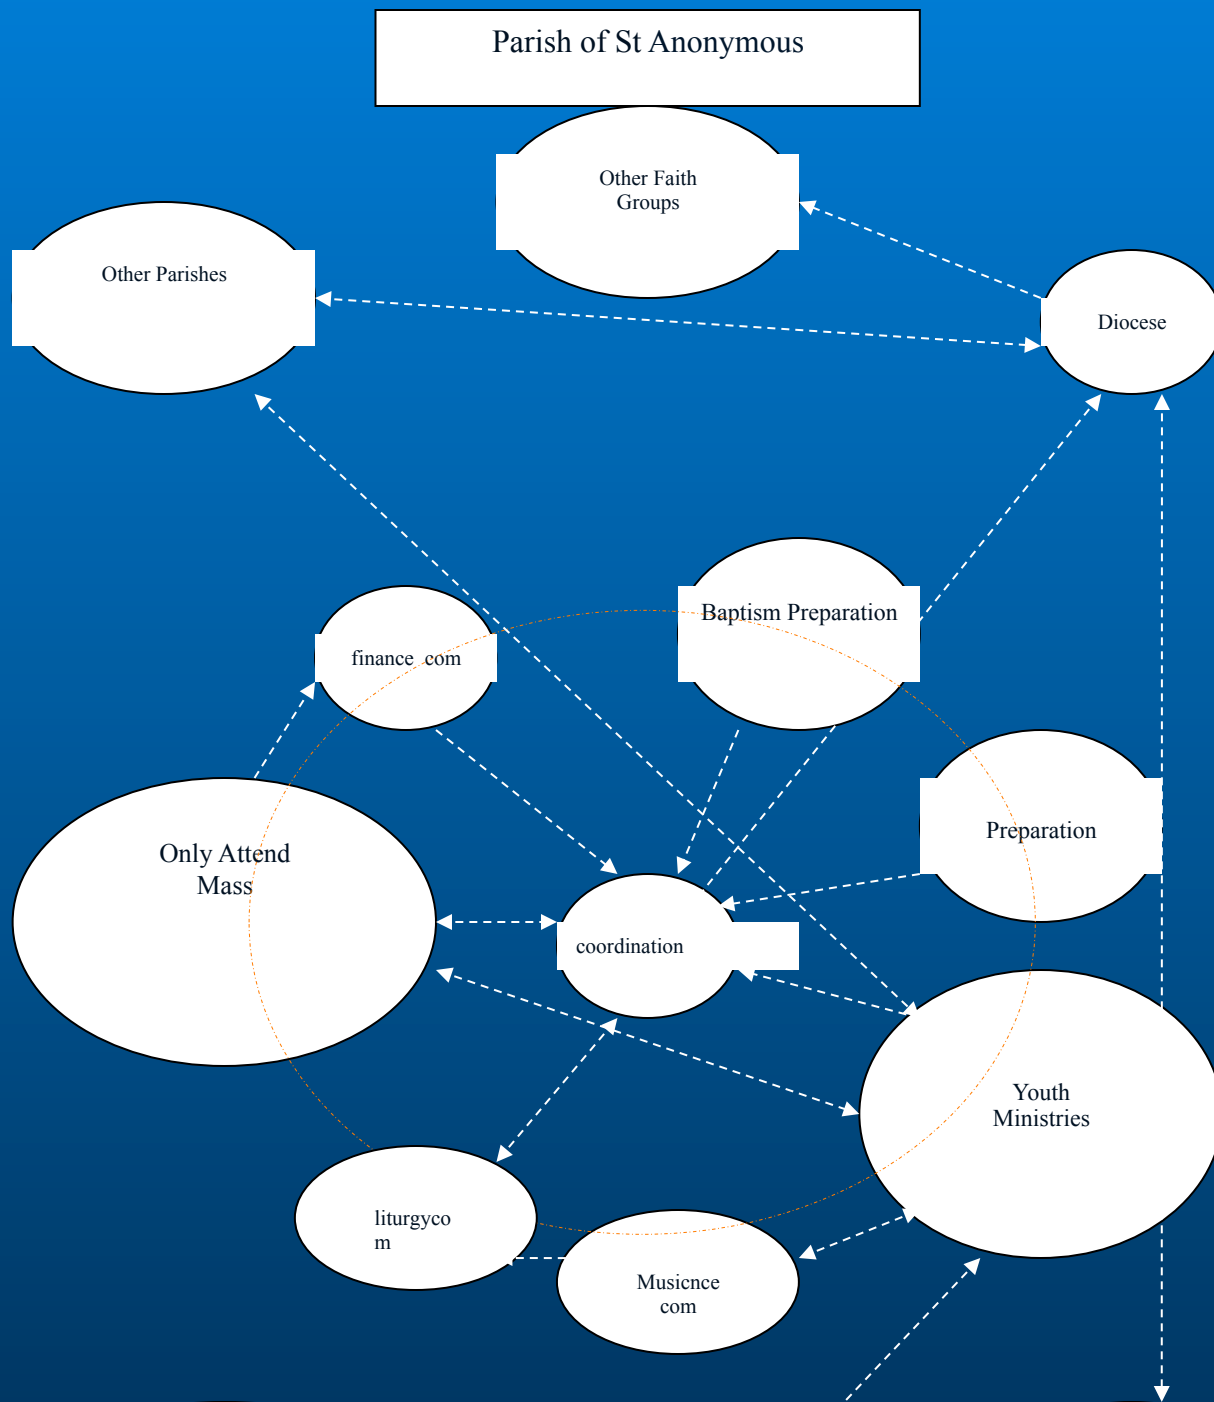 Parish of St Anonymous
Other Faith
Groups
Other Parishes
Diocese
Baptism Preparation
finance com
Preparation
Only Attend
Mass
coordination
Youth
Ministries
liturgyco
m
Musicnce
com